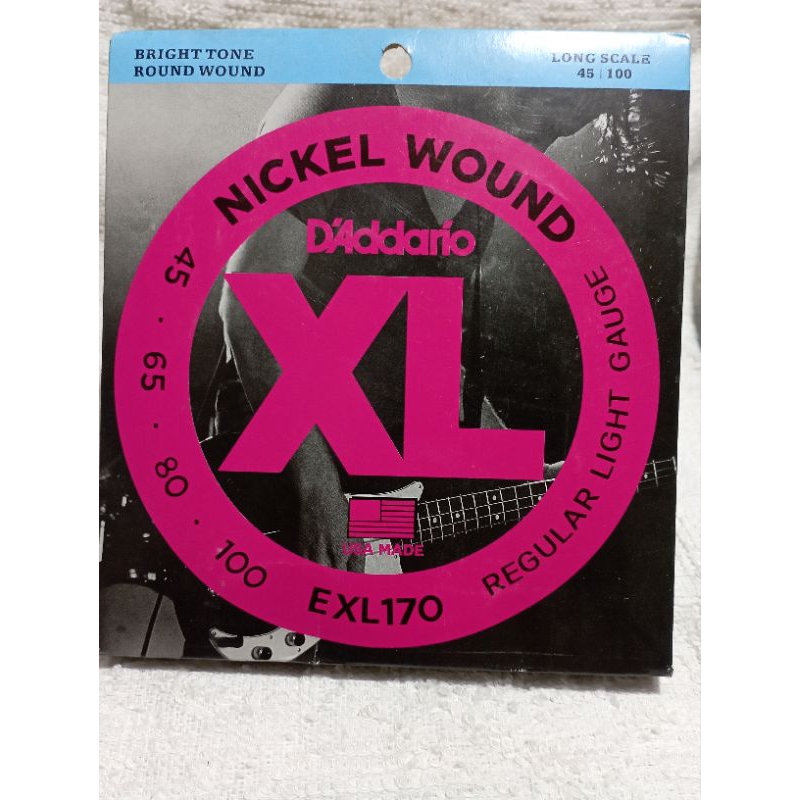 BRIGHT TONE
ROUND WOUND
LONG SCALE
45 | 100
NICKEL WOUND
D'Addario
XL
USA MADE
45 · 65 · 80 · 100
EXL170
REGULAR LIGHT GAUGE